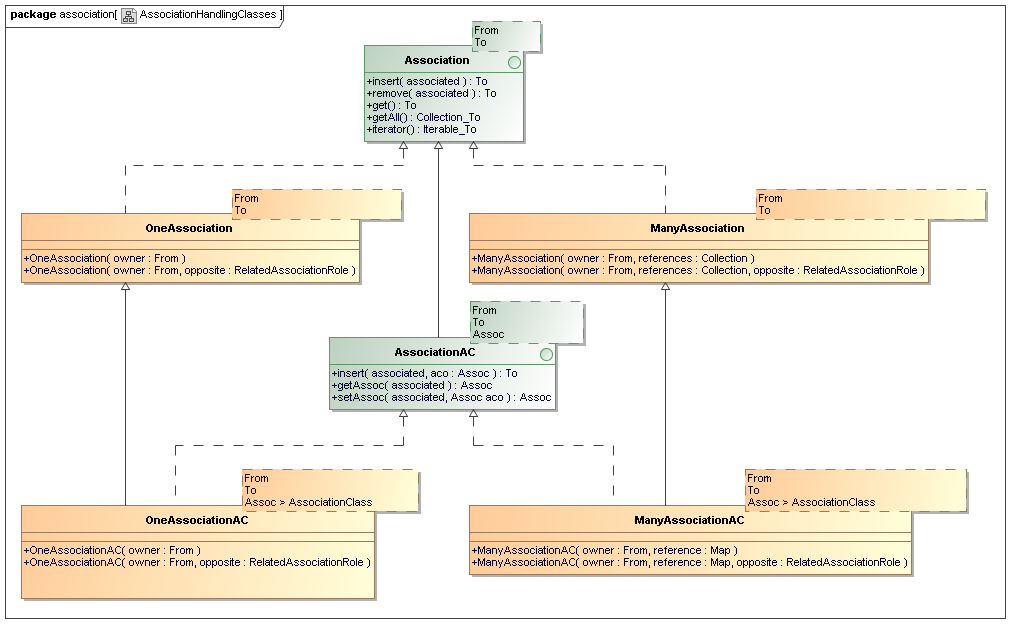 package association[ AssociationHandlingClasses ]
From
To
Association
+insert( associated ) : To
+remove( associated ) : To
+get() : To
+getAll() : Collection_To
+iterator() : Iterable_To
From
To
OneAssociation
+OneAssociation( owner : From )
+OneAssociation( owner : From, opposite : RelatedAssociationRole )
From
To
ManyAssociation
+ManyAssociation( owner : From, references : Collection )
+ManyAssociation( owner : From, references : Collection, opposite : RelatedAssociationRole )
From
To
Assoc
AssociationAC
+insert( associated, aco : Assoc ) : To
+getAssoc( associated ) : Assoc
+setAssoc( associated, Assoc aco ) : Assoc
From
To
Assoc > AssociationClass
OneAssociationAC
+OneAssociationAC( owner : From )
+OneAssociationAC( owner : From, opposite : RelatedAssociationRole )
From
To
Assoc > AssociationClass
ManyAssociationAC
+ManyAssociationAC( owner : From, reference : Map )
+ManyAssociationAC( owner : From, reference : Map, opposite : RelatedAssociationRole )